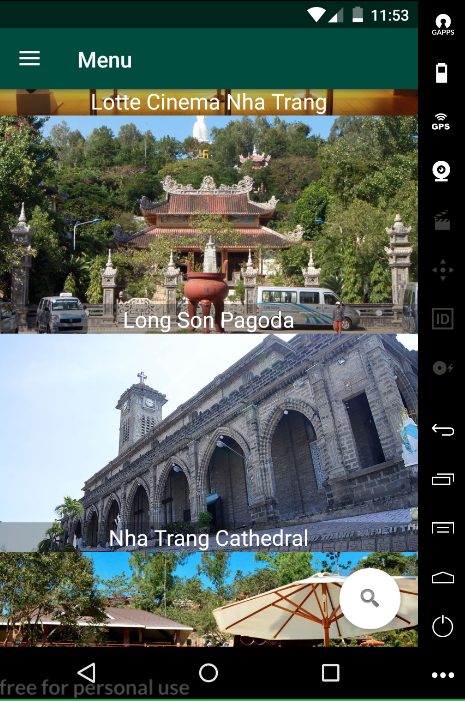 11:53
GAPPS
Menu
GPS
Lotte Cinema Nha Trang
Long Son Pagoda
ID
Nha Trang Cathedral
free for personal use